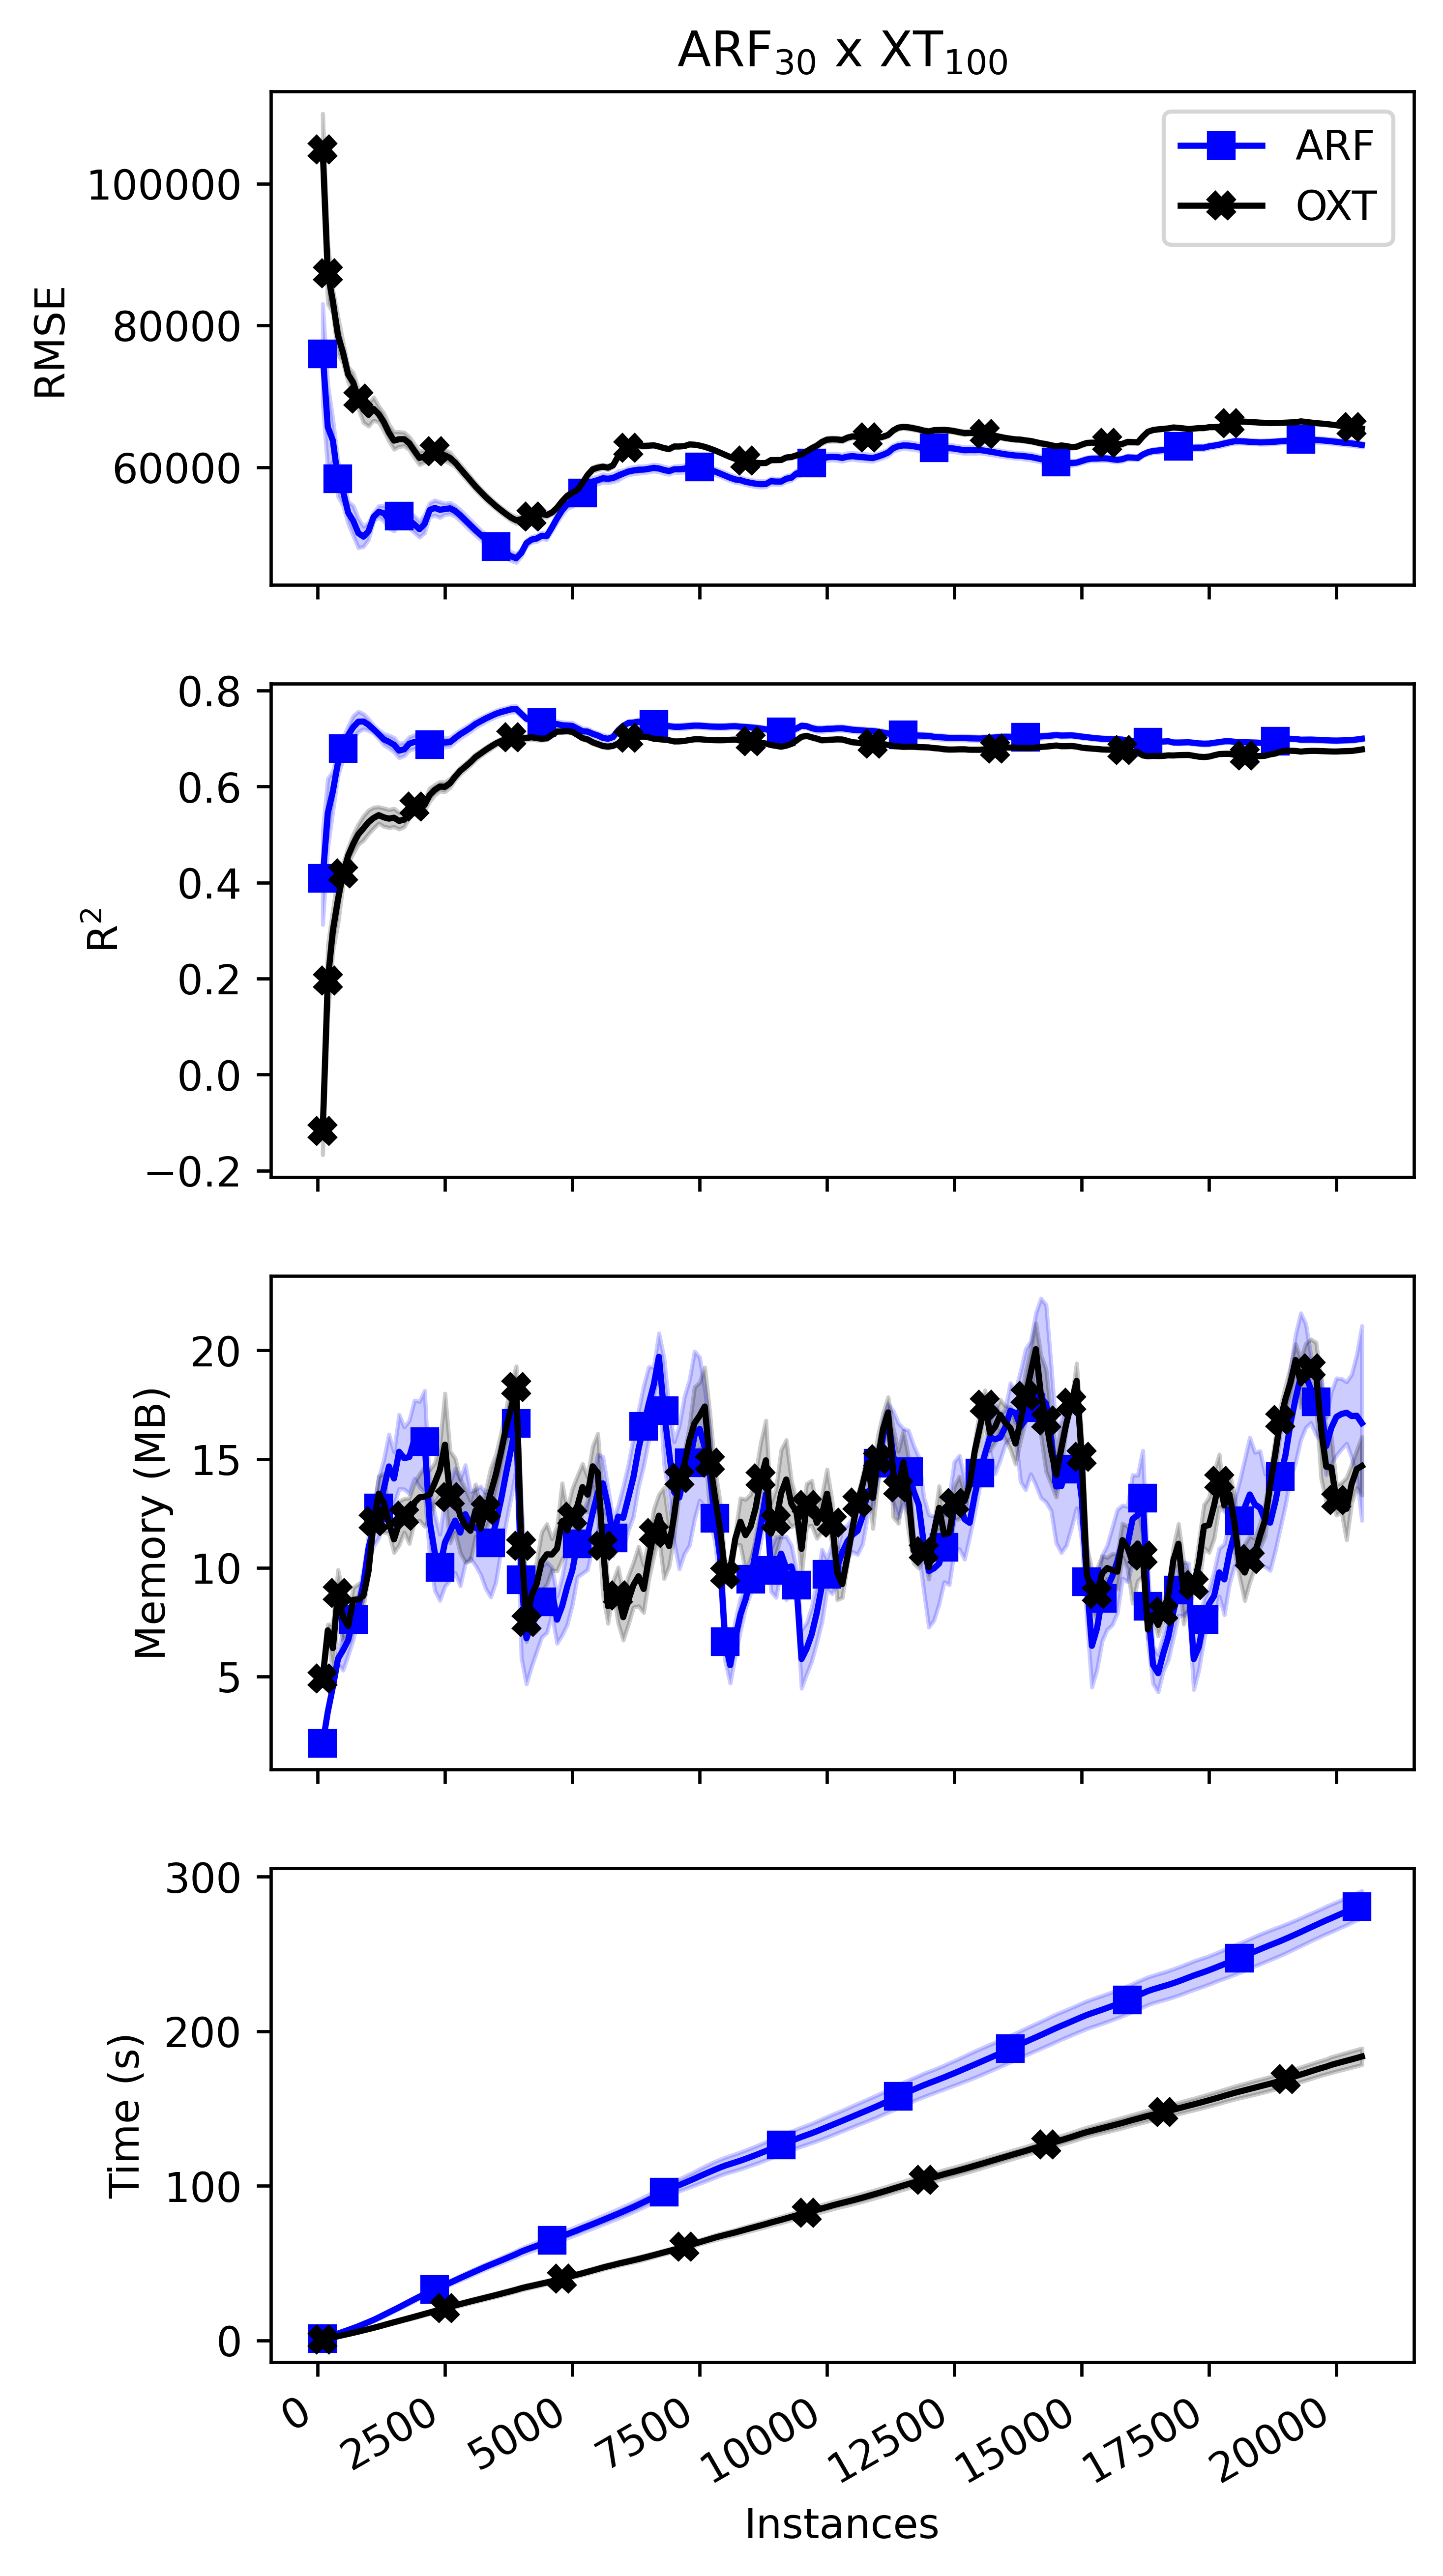 ARF₃₀ x XT₁₀₀
ARF
OXT
RMSE
100000
80000
60000
R²
0.8
0.6
0.4
0.2
0.0
−0.2
Memory (MB)
20
15
10
5
Time (s)
300
200
100
0
0 2500 5000 7500 10000 12500 15000 17500 20000
Instances